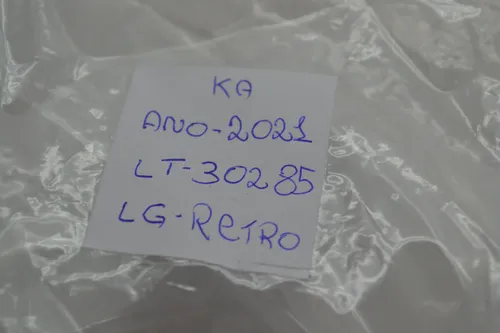 KA
ANO-2021
LT-30285
LG-RETRO